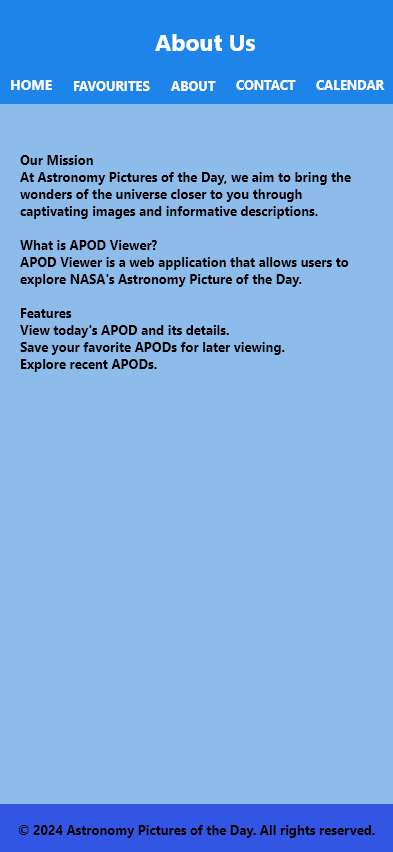 About Us
HOME FAVOURITES ABOUT CONTACT CALENDAR
Our Mission
At Astronomy Pictures of the Day, we aim to bring the
wonders of the universe closer to you through
captivating images and informative descriptions.
What is APOD Viewer?
APOD Viewer is a web application that allows users to
explore NASA's Astronomy Picture of the Day.
Features
View today's APOD and its details.
Save your favorite APODs for later viewing.
Explore recent APODs.
© 2024 Astronomy Pictures of the Day. All rights reserved.